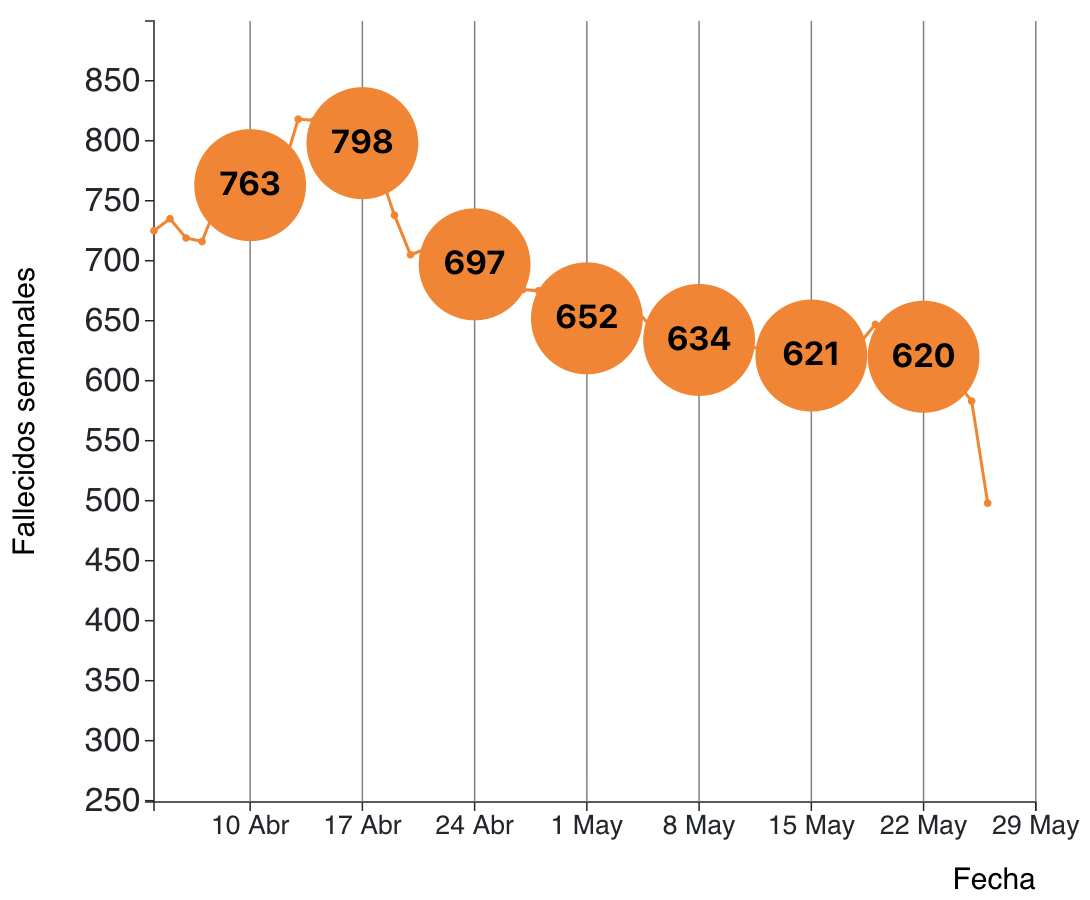 850
800
750
700
650
600
550
500
450
400
350
300
250
Fallecidos semanales
763
798
697
652
634
621
620
10 Abr
17 Abr
24 Abr
1 May
8 May
15 May
22 May
29 May
Fecha